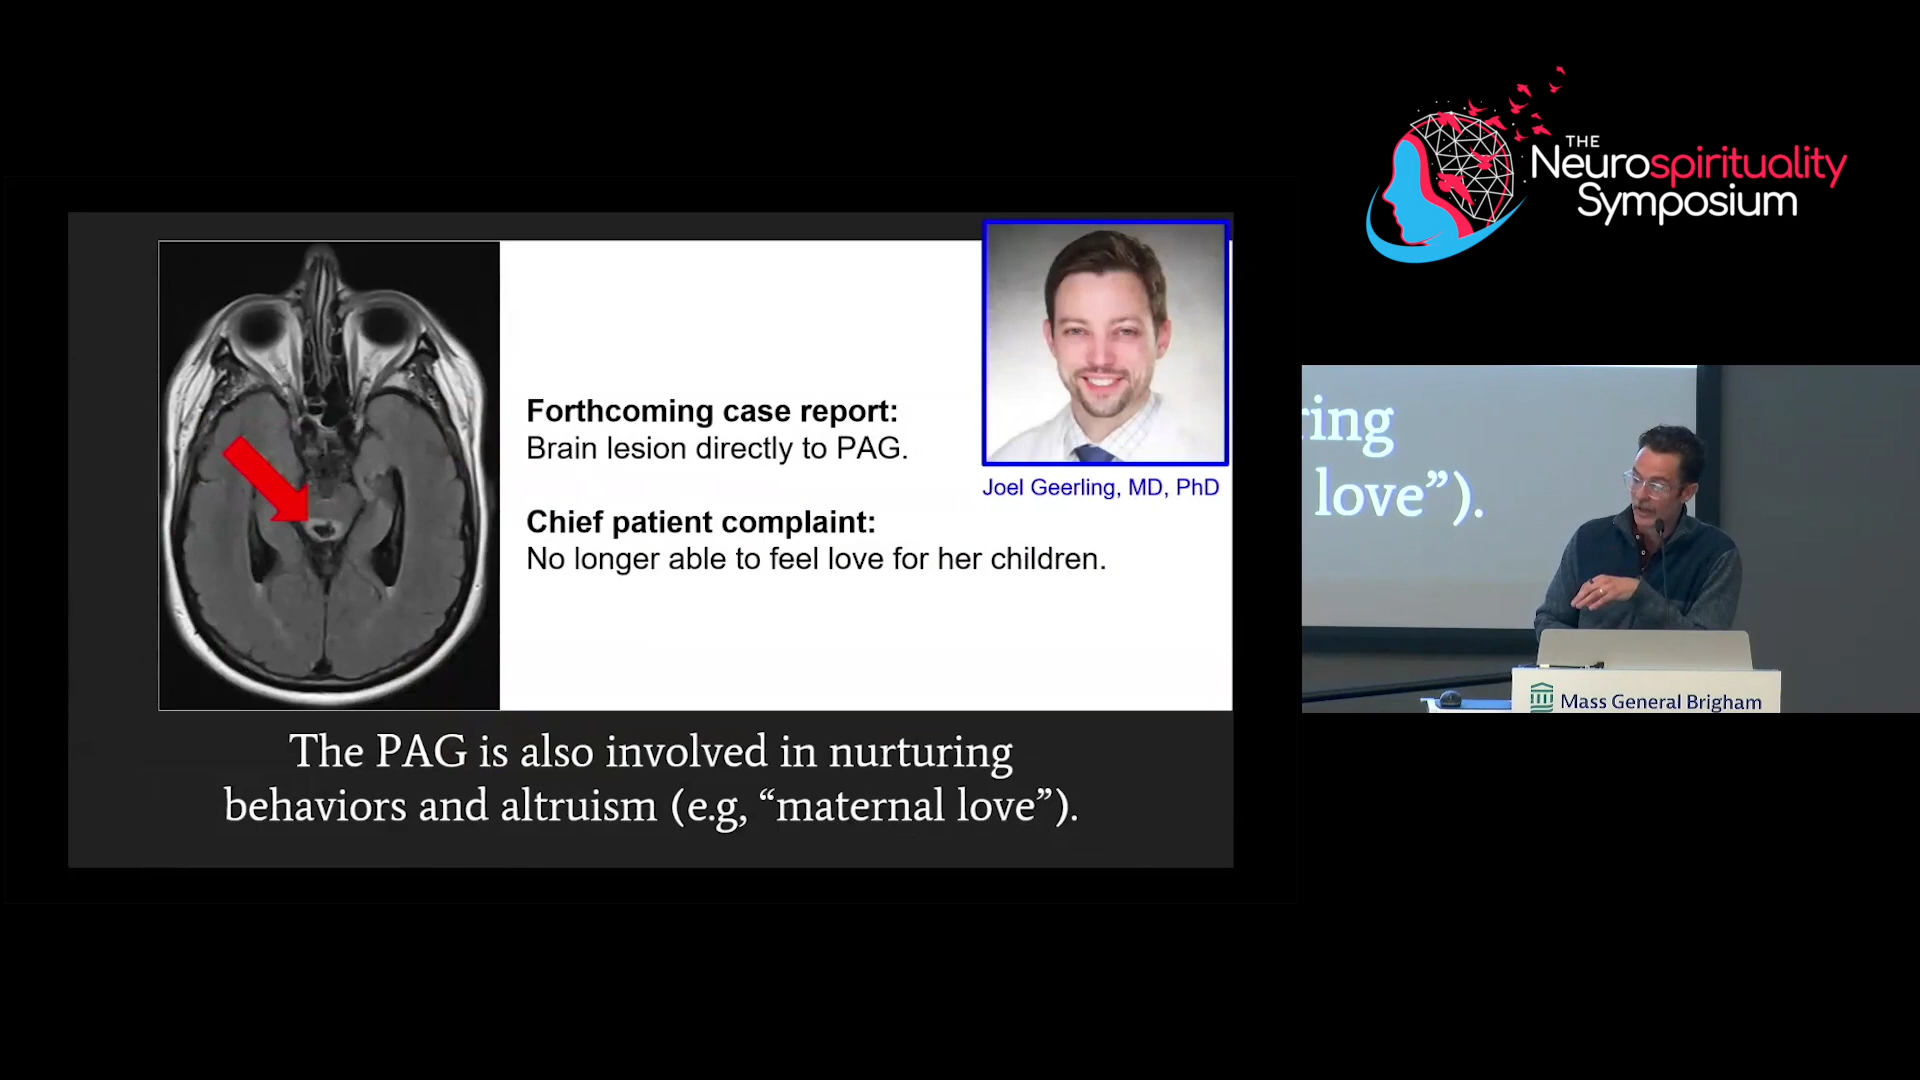 THE
Neurospirituality
Symposium
Forthcoming case report:
Brain lesion directly to PAG.
Joel Geerling, MD, PhD
Chief patient complaint:
No longer able to feel love for her children.
The PAG is also involved in nurturing
behaviors and altruism (e.g, “maternal love”).
ring
love”).
Mass General Brigham